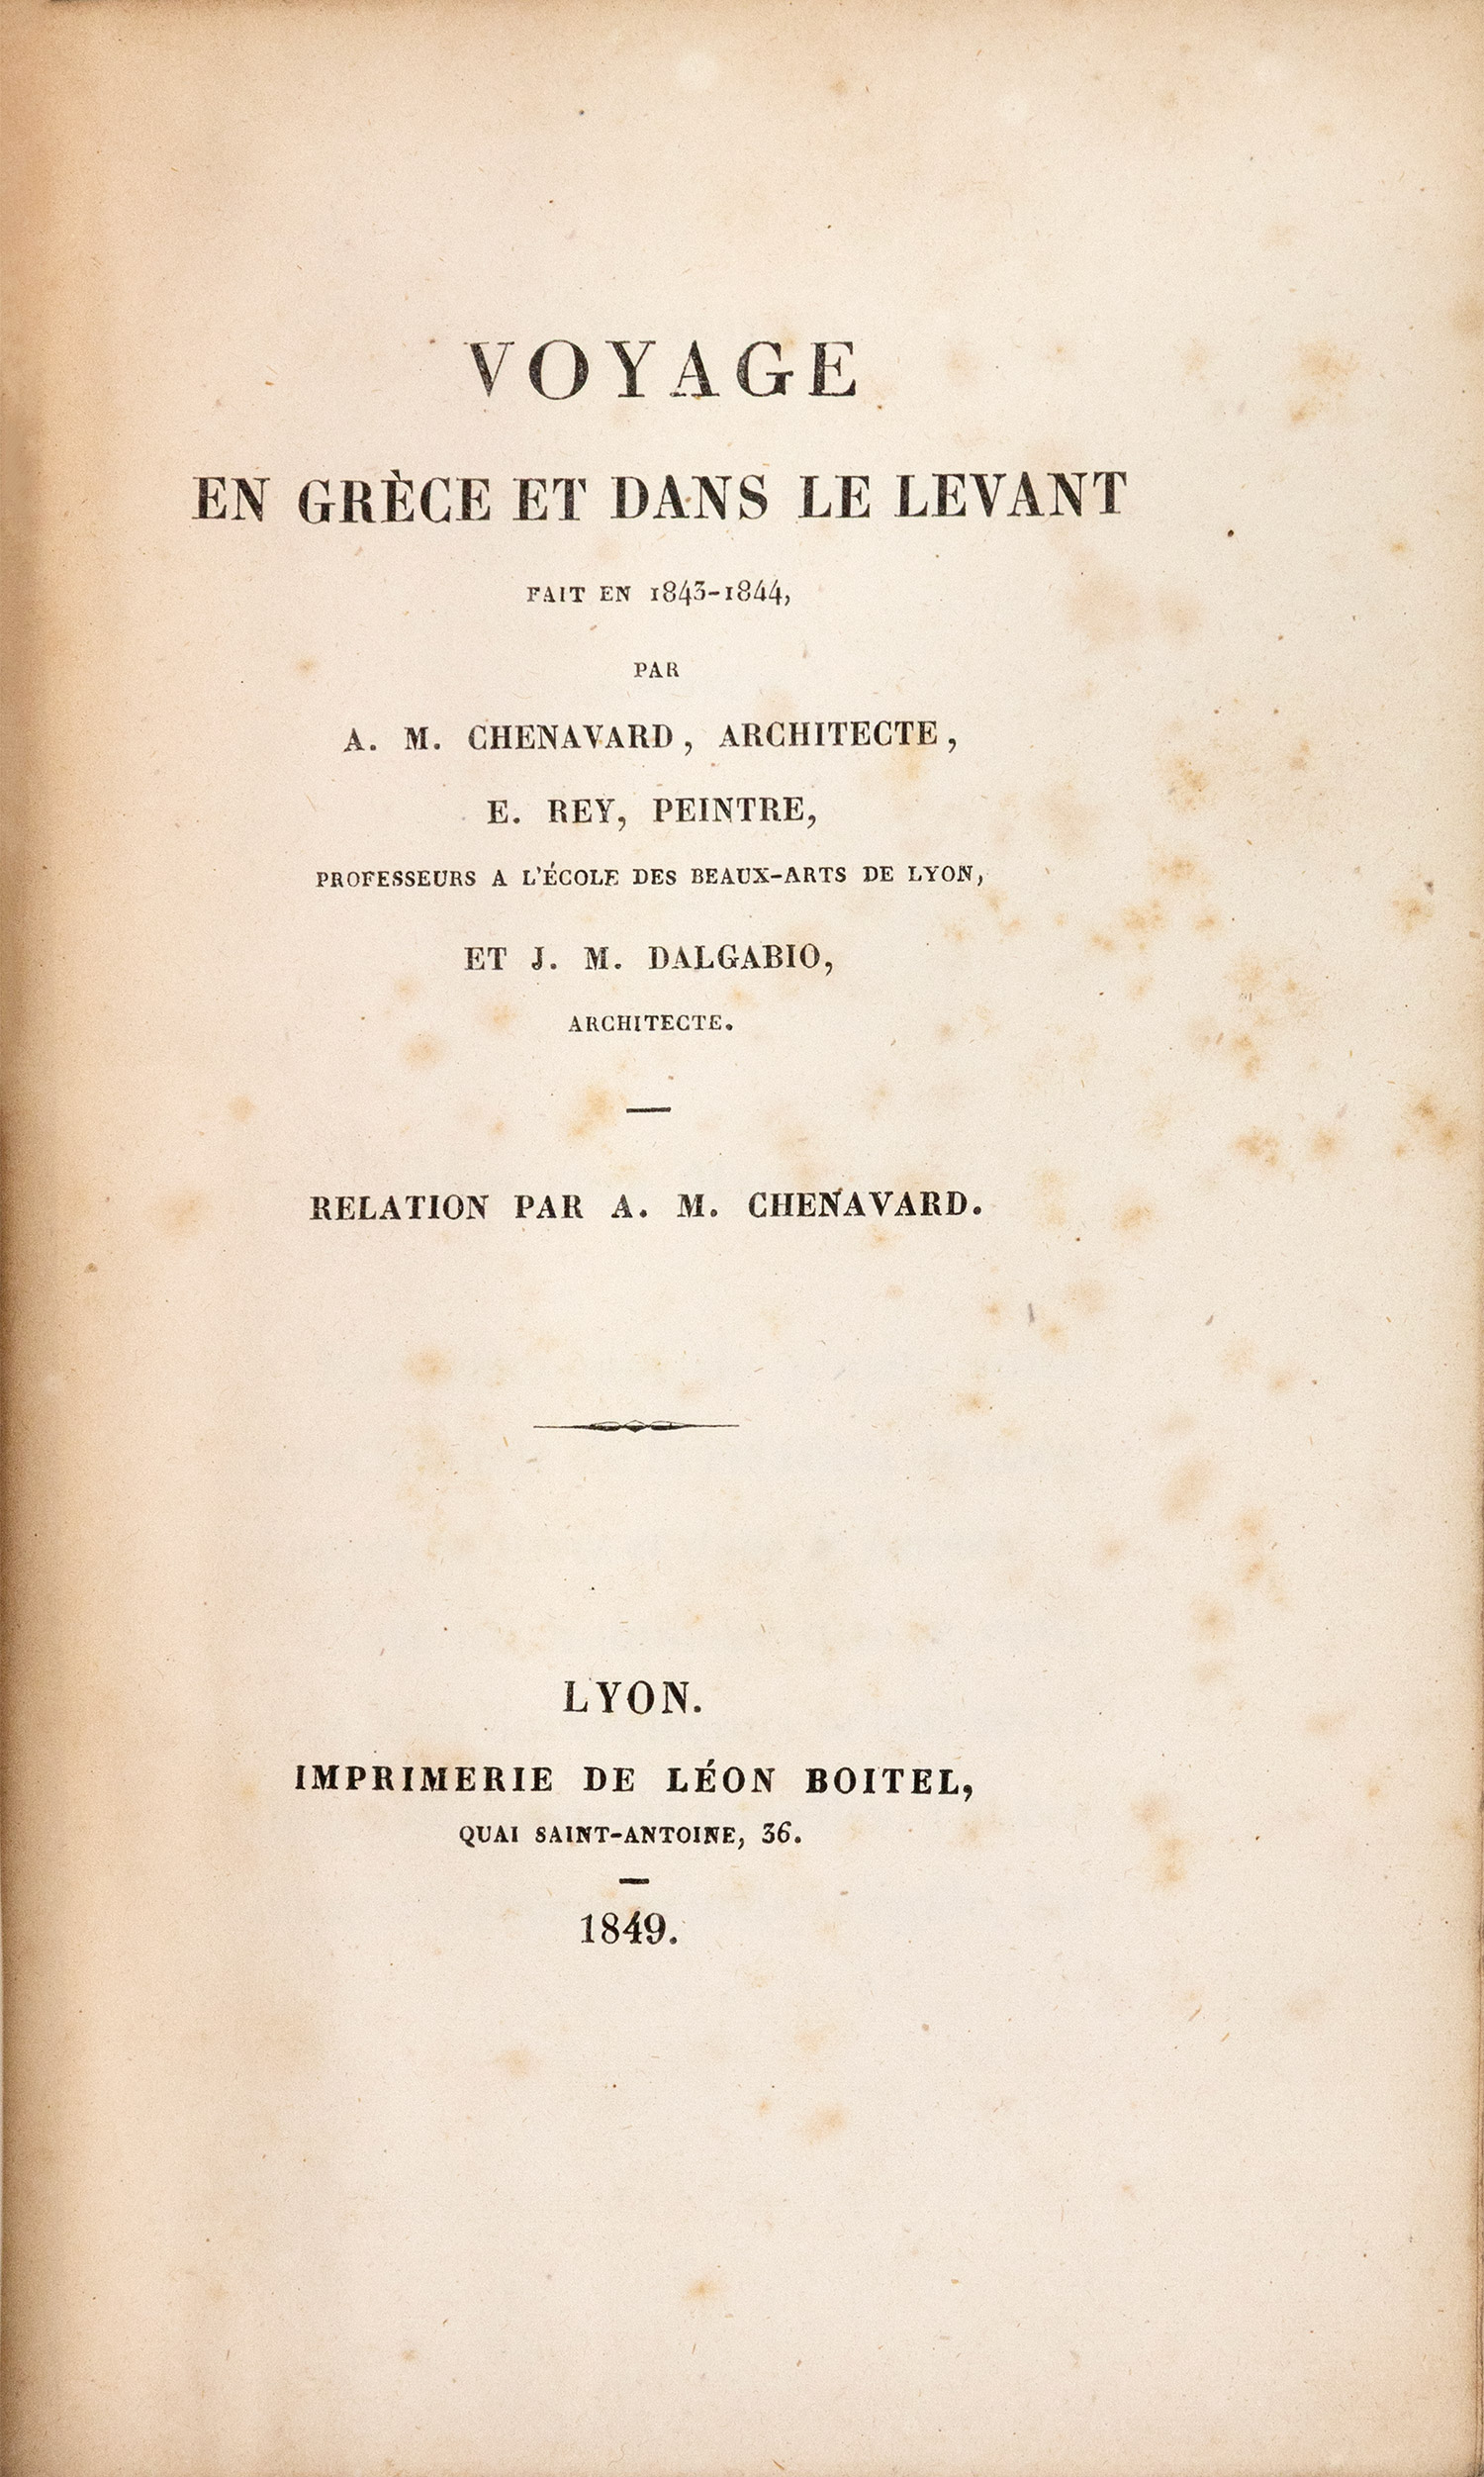 VOYAGE
EN GRÈCE ET DANS LE LEVANT
FAIT EN 1843-1844,
PAR
A. M. CHENAVARD, ARCHITECTE,
E. REY, PEINTRE,
PROFESSEURS A L'ÉCOLE DES BEAUX-ARTS DE LYON,
ET J. M. DALGABIO,
ARCHITECTE.
RELATION PAR A. M. CHENAVARD.
LYON.
IMPRIMERIE DE LÉON BOITEL,
QUAI SAINT-ANTOINE, 36.
1849.